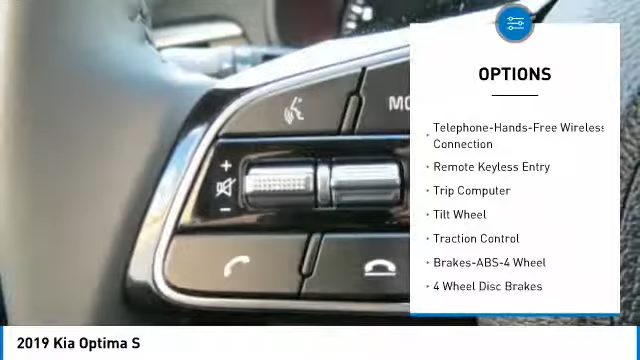 OPTIONS
Telephone-Hands-Free Wireless
Connection
Remote Keyless Entry
Trip Computer
Tilt Wheel
Traction Control
Brakes-ABS-4 Wheel
4 Wheel Disc Brakes
MO
+
-
2019 Kia Optima S